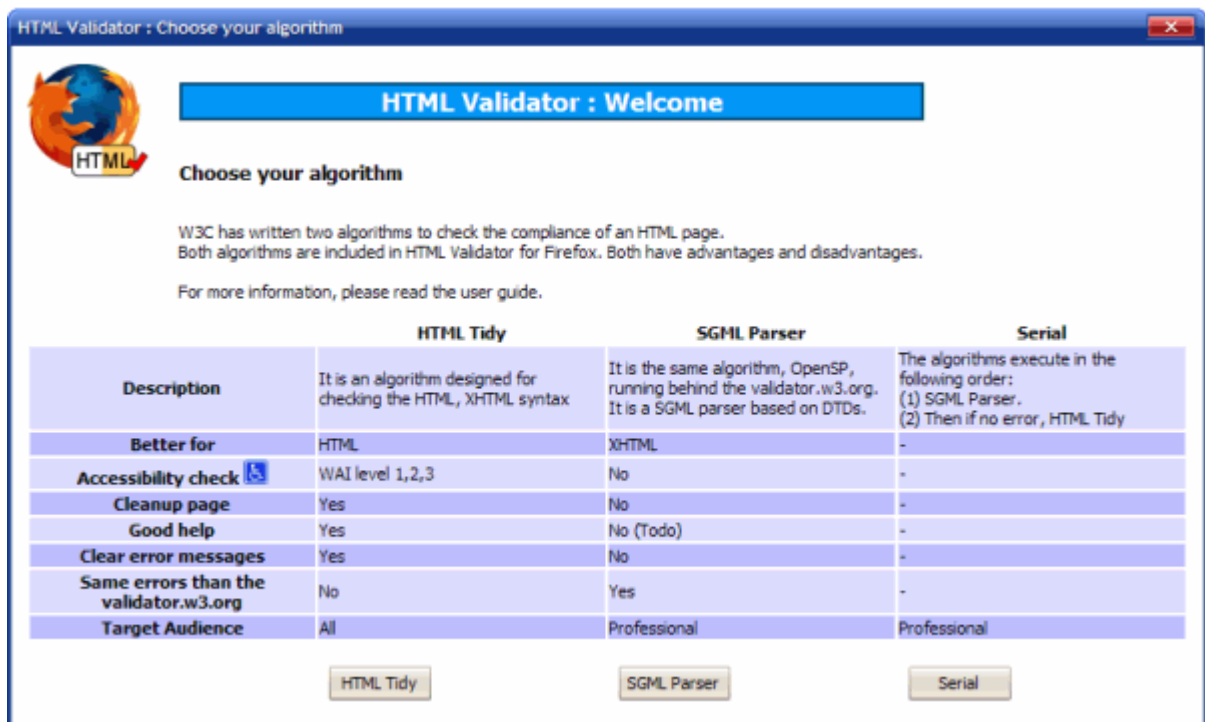 HTML Validator : Choose your algorithm
HTML Validator : Welcome
HTML
Choose your algorithm
W3C has written two algorithms to check the compliance of an HTML page.
Both algorithms are included in HTML Validator for Firefox. Both have advantages and disadvantages.
For more information, please read the user guide.
HTML Tidy SGML Parser Serial
Description
It is an algorithm designed for
checking the HTML, XHTML syntax
It is the same algorithm, OpenSP,
running behind the validator.w3.org.
It is a SGML parser based on DTDs.
The algorithms execute in the
following order:
(1) SGML Parser.
(2) Then if no error, HTML Tidy
Better for HTML XHTML -
Accessibility check WAI level 1,2,3 No -
Cleanup page Yes No -
Good help Yes No (Todo) -
Clear error messages Yes No -
Same errors than the
validator.w3.org
No Yes -
Target Audience All Professional Professional
HTML Tidy SGML Parser Serial